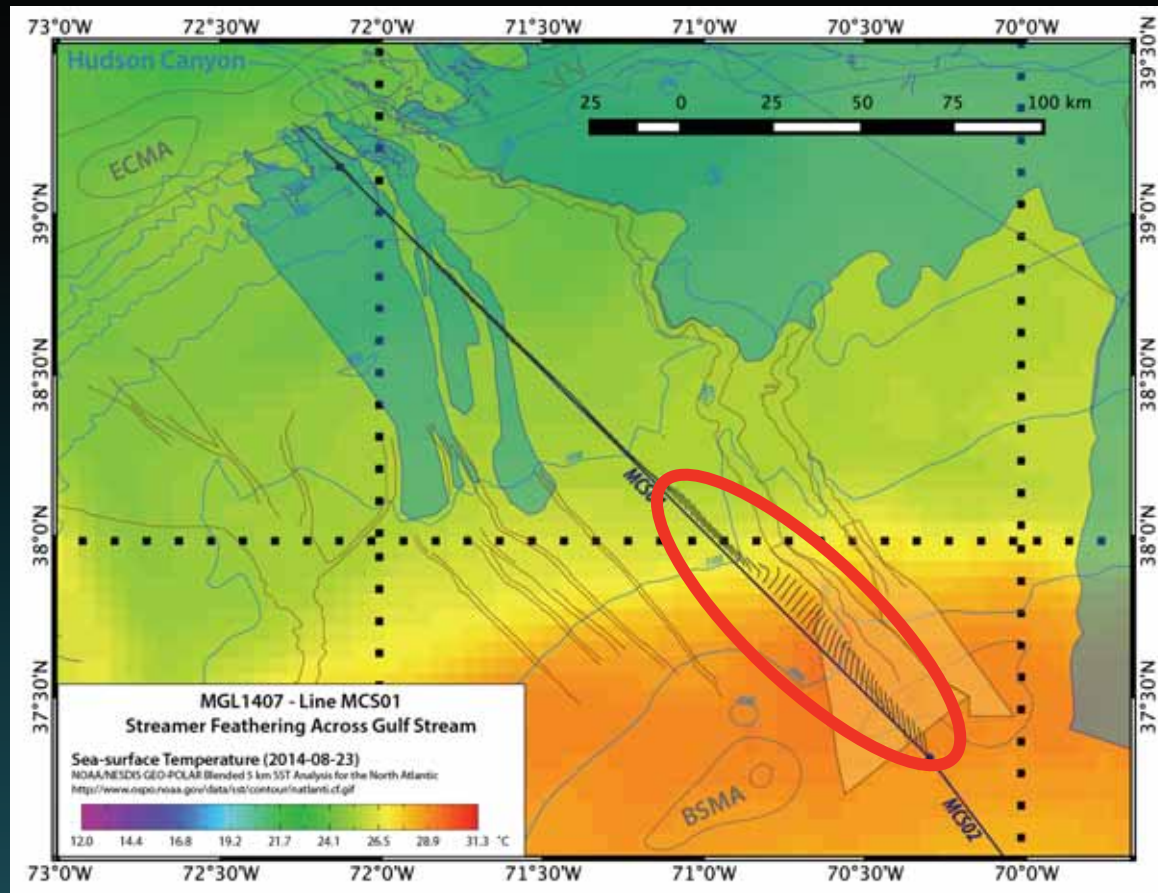 73°0'W 72°30'W 72°0'W 71°30'W 71°0'W 70°30'W 70°0'W
39°30'N 39°30'N
Hudson Canyon
25 0 25 50 75 100 km
ECMA
39°0'N 39°0'N
38°30'N 38°30'N
MCS0
38°0'N 38°0'N
37°30'N 37°30'N
MGL1407 - Line MCS01
Streamer Feathering Across Gulf Stream
Sea-surface Temperature (2014-08-23)
NOAA/NESDIS GEO-POLAR Blended 5 km SST Analysis for the North Atlantic
http://www.ospo.noaa.gov/data/sst/contour/natlanti.cf.gif
12.0 14.4 16.8 19.2 21.7 24.1 26.5 28.9 31.3 °C
BSMA
MCS02
73°0'W 72°30'W 72°0'W 71°30'W 71°0'W 70°30'W 70°0'W